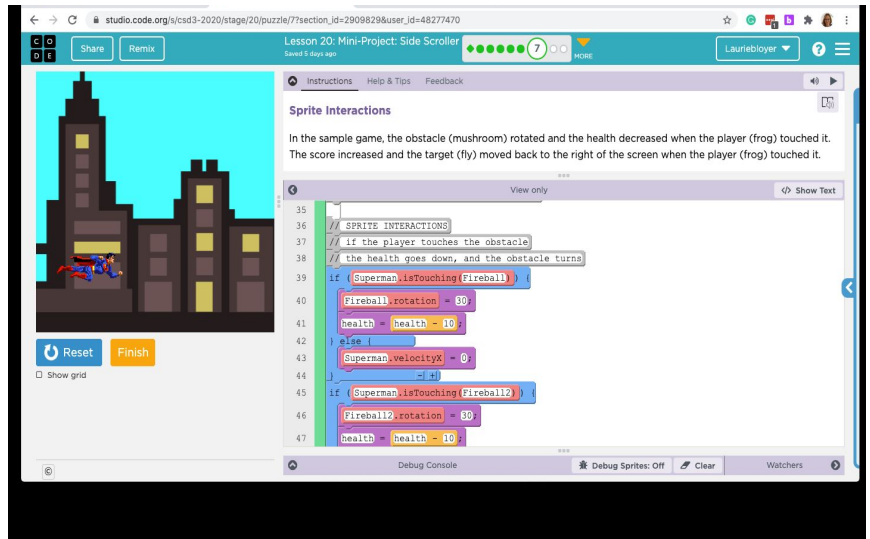 studio.code.org/s/csd3-2020/stage/20/puzzle/7?section_id=2909829&user_id=48277470
C O
D E
Share
Remix
Lesson 20: Mini-Project: Side Scroller
Saved 5 days ago
7
MORE
Lauriebloyer
?
Instructions
Help & Tips
Feedback
Sprite Interactions
In the sample game, the obstacle (mushroom) rotated and the health decreased when the player (frog) touched it.
The score increased and the target (fly) moved back to the right of the screen when the player (frog) touched it.
View only
</> Show Text
35
36 // SPRITE INTERACTIONS
37 // if the player touches the obstacle
38 // the health goes down, and the obstacle turns
39 if (Superman.isTouching(Fireball)) {
40 Fireball.rotation = 30;
41 health = health - 10;
42 } else {
43 Superman.velocityX = 0;
44 } - +
45 if (Superman.isTouching(Fireball2)) {
46 Fireball2.rotation = 30;
47 health = health - 10;
Reset
Finish
Show grid
©
Debug Console
Debug Sprites: Off
Clear
Watchers